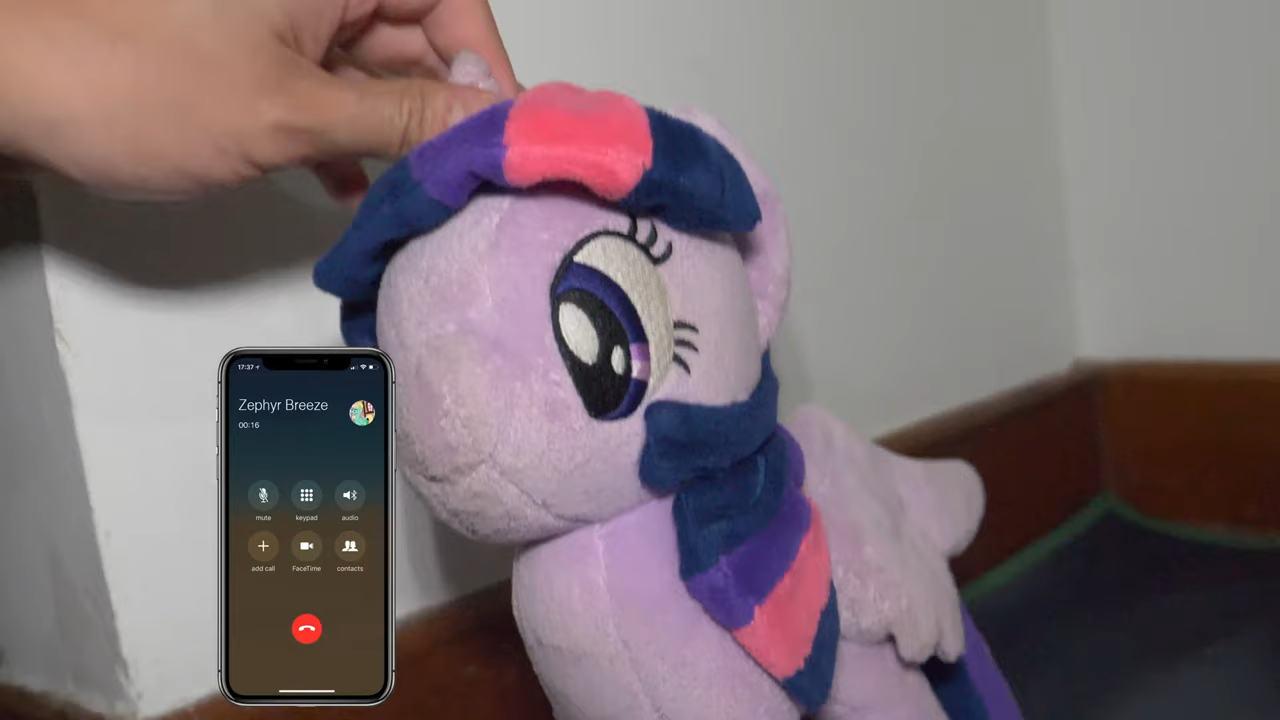 17:37
Zephyr Breeze
00:16
mute keypad audio
add call FaceTime contacts